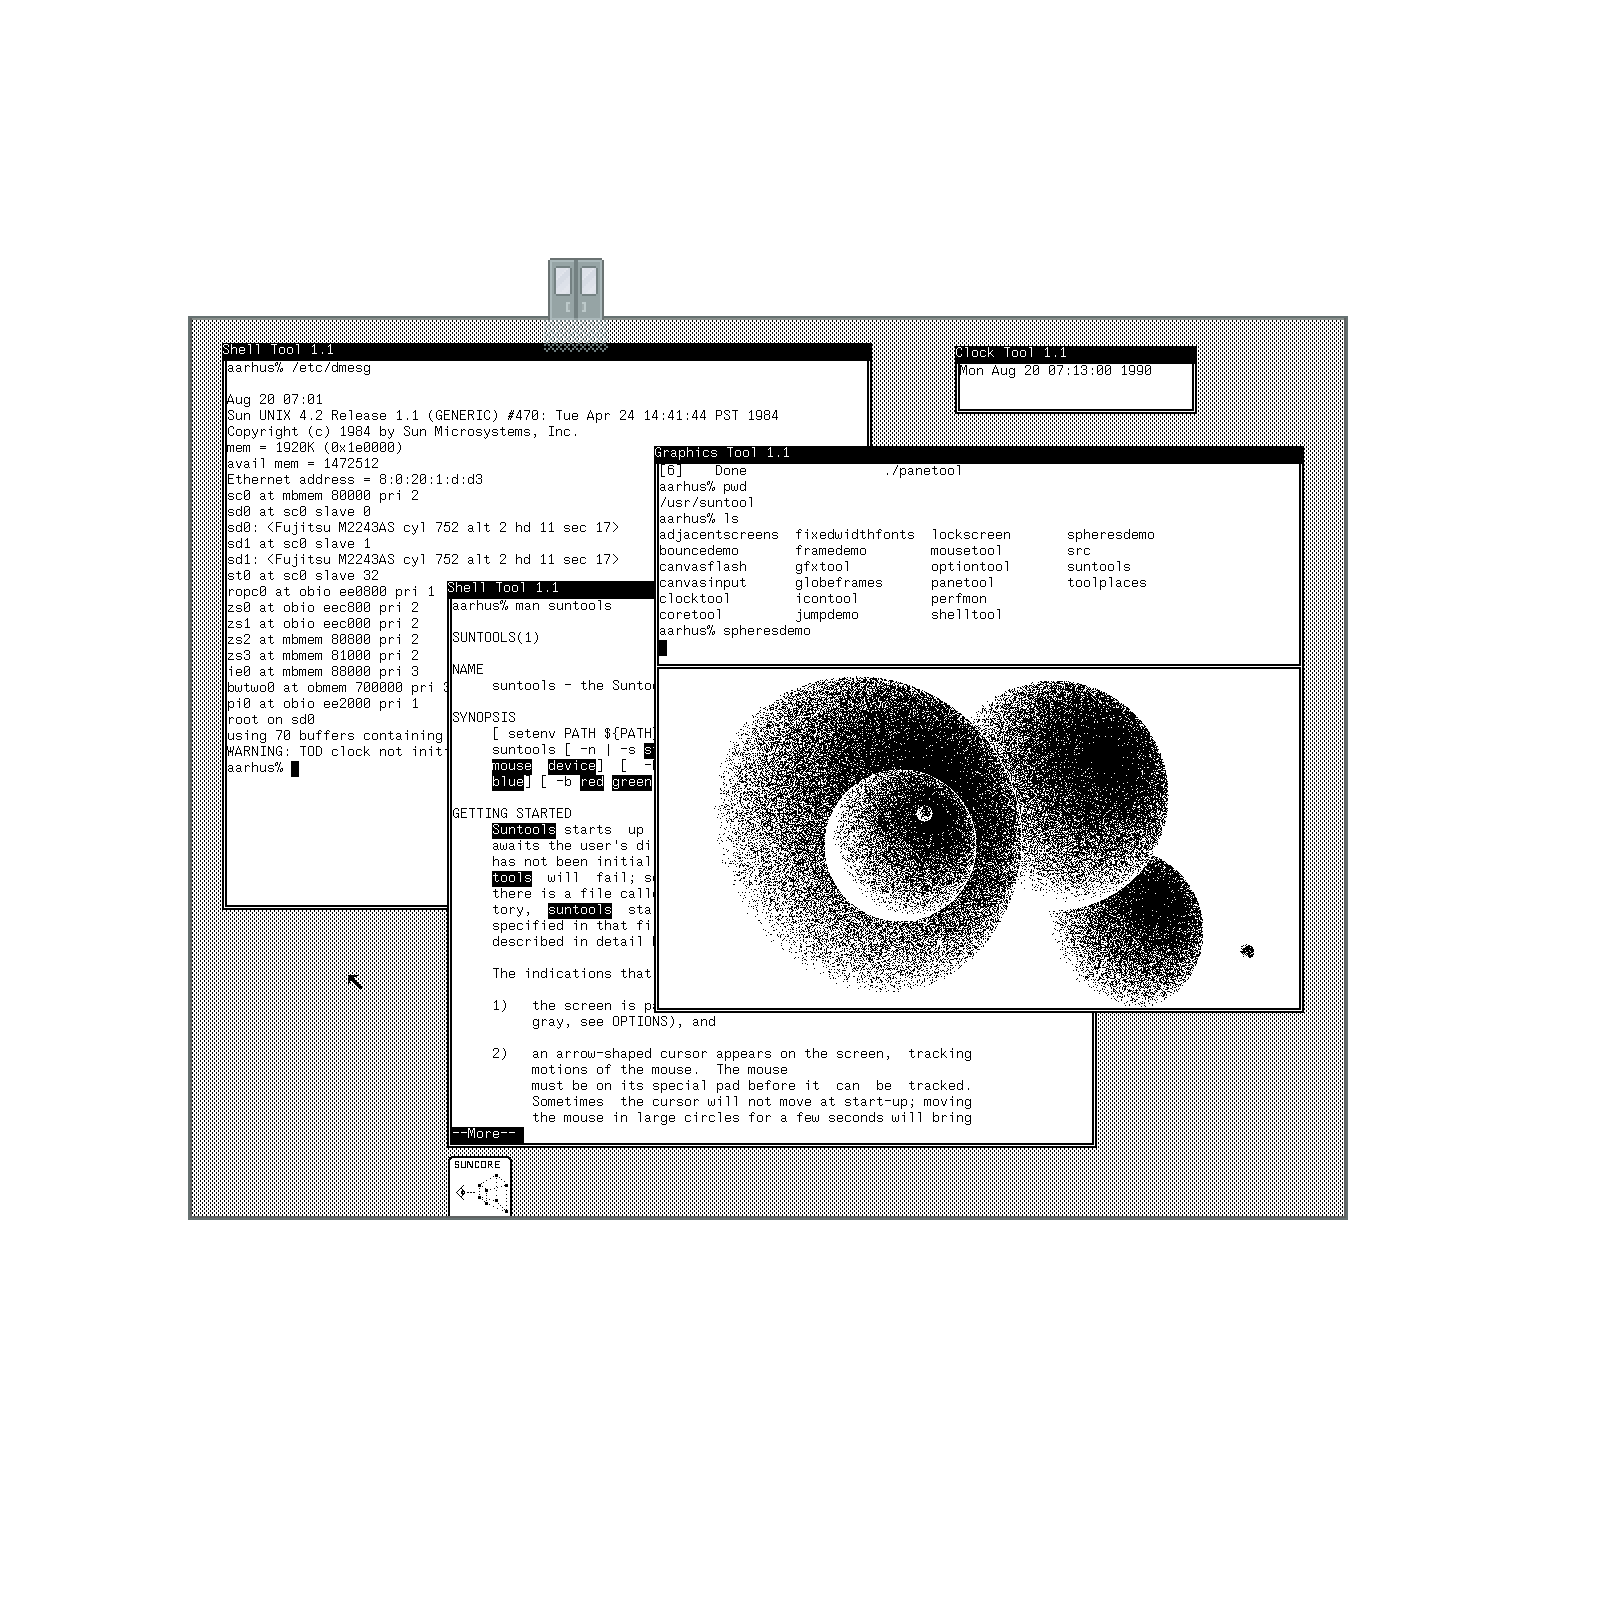 Shell Tool 1.1
aarhus% /etc/dmesg
Aug 20 07:01
Sun UNIX 4.2 Release 1.1 (GENERIC) #470: Tue Apr 24 14:41:44 PST 1984
Copyright (c) 1984 by Sun Microsystems, Inc.
mem = 1920K (0x1e0000)
avail mem = 1472512
Ethernet address = 8:0:20:1:d:d3
sc0 at mbmem 80000 pri 2
sd0 at sc0 slave 0
sd0: <Fujitsu M2243AS cyl 752 alt 2 hd 11 sec 17>
sd1 at sc0 slave 1
sd1: <Fujitsu M2243AS cyl 752 alt 2 hd 11 sec 17>
st0 at sc0 slave 32
ropc0 at obio ee0800 pri 1
zs0 at obio eec800 pri 2
zs1 at obio eec000 pri 2
zs2 at mbmem 80800 pri 2
zs3 at mbmem 81000 pri 2
ie0 at mbmem 88000 pri 3
bwtwo0 at obmem 700000 pri 3
pi0 at obio ee2000 pri 1
root on sd0
using 70 buffers containing
WARNING: TOD clock not
aarhus%
Clock Tool 1.1
Mon Aug 20 07:13:00 1990
Graphics Tool 1.1
[6]    Done                 ./panetool
aarhus% pwd
/usr/suntool
aarhus% ls
adjacentscreens  fixedwidthfonts  lockscreen       spheresdemo
bouncedemo       framedemo        mousetool        src
canvasflash      gfxtool          optiontool       suntools
canvasinput      globeframes      panetool         toolplaces
clocktool        icontool         perfmon
coretool         jumpdemo         shelltool
aarhus% spheresdemo
Shell Tool 1.1
aarhus% man suntools
SUNTOOLS(1)
NAME
suntools - the
SYNOPSIS
[ setenv PATH ${PATH
suntools [ -n | -s
mouse  device]  [  -
blue] [ -b red green
GETTING STARTED
Suntools starts  up
awaits the user's
has not been
tools  will  fail;
there is a file
tory,  suntools
specified in that
described in detail
The indications that
1)   the screen is
gray, see OPTIONS), and
2)   an arrow-shaped cursor appears on the screen,  tracking
motions of the mouse.  The mouse
must be on its special pad before it  can  be  tracked.
Sometimes  the cursor will not move at start-up; moving
the mouse in large circles for a few seconds will bring
--More--
SUNCORE